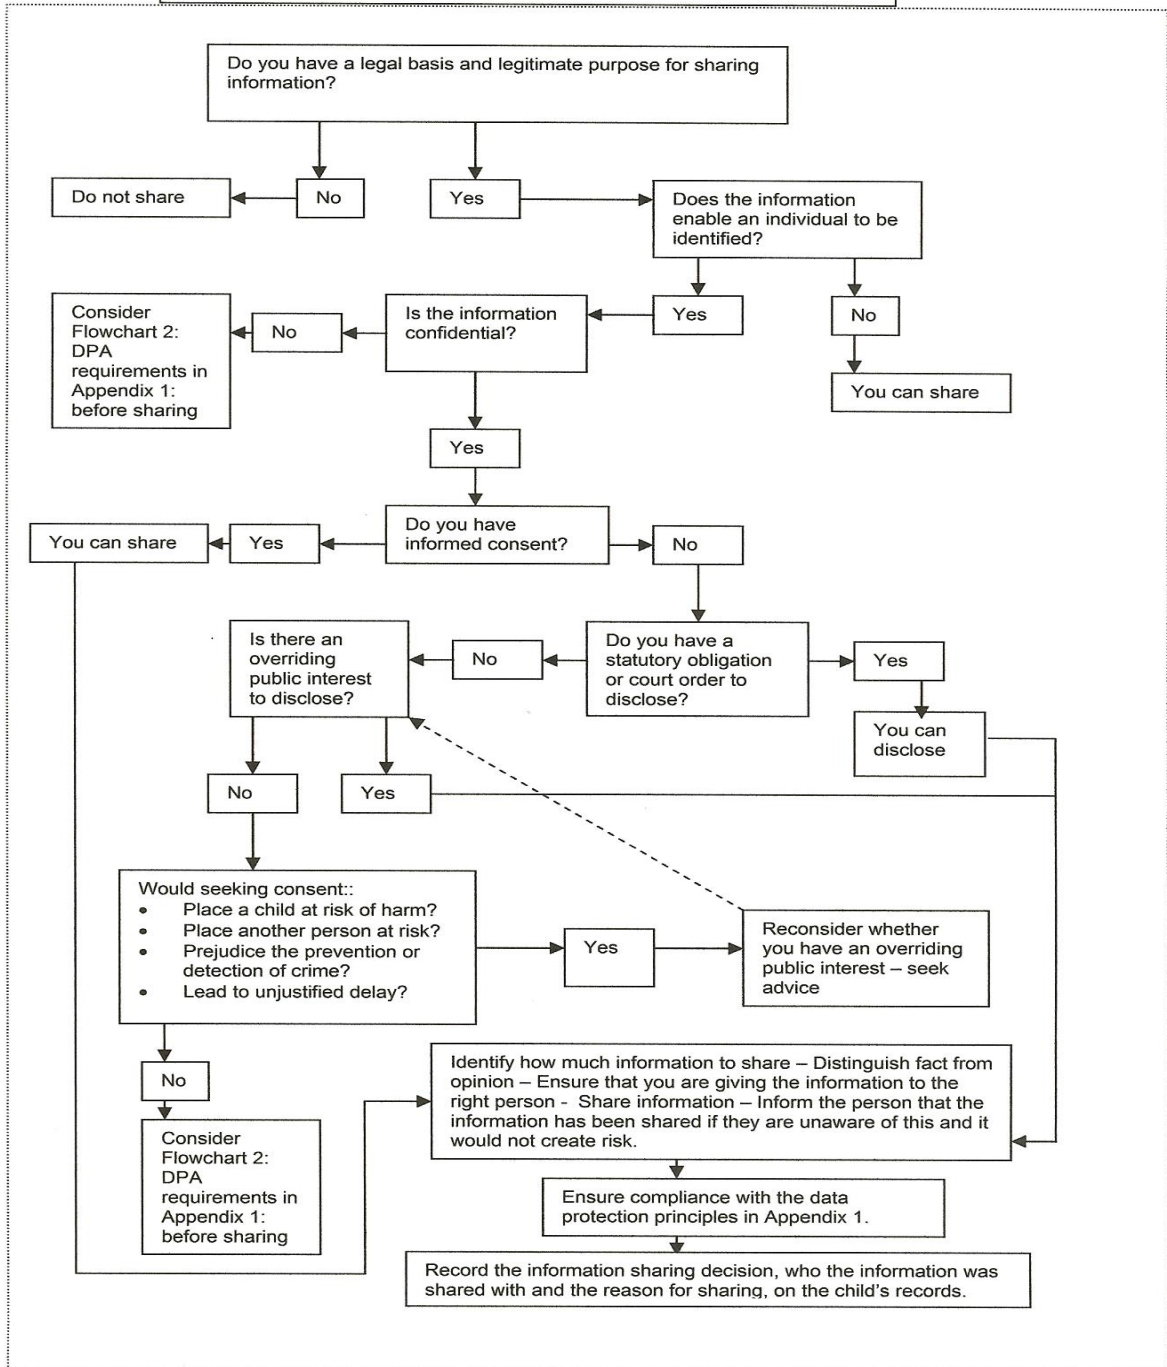 Do you have a legal basis and legitimate purpose for sharing
information?
Do not share
No
Yes
Does the information
enable an individual to be
identified?
Consider
Flowchart 2:
DPA
requirements in
Appendix 1:
before sharing
No
Is the information
confidential?
Yes
No
You can share
Yes
You can share
Yes
Do you have
informed consent?
No
Is there an
overriding
public interest
to disclose?
No
Do you have a
statutory obligation
or court order to
disclose?
Yes
You can
disclose
No
Yes
Would seeking consent::
• Place a child at risk of harm?
• Place another person at risk?
• Prejudice the prevention or
detection of crime?
• Lead to unjustified delay?
Yes
Reconsider whether
you have an overriding
public interest – seek
advice
No
Consider
Flowchart 2:
DPA
requirements in
Appendix 1:
before sharing
Identify how much information to share – Distinguish fact from
opinion – Ensure that you are giving the information to the
right person - Share information – Inform the person that the
information has been shared if they are unaware of this and it
would not create risk.
Ensure compliance with the data
protection principles in Appendix 1.
Record the information sharing decision, who the information was
shared with and the reason for sharing, on the child's records.